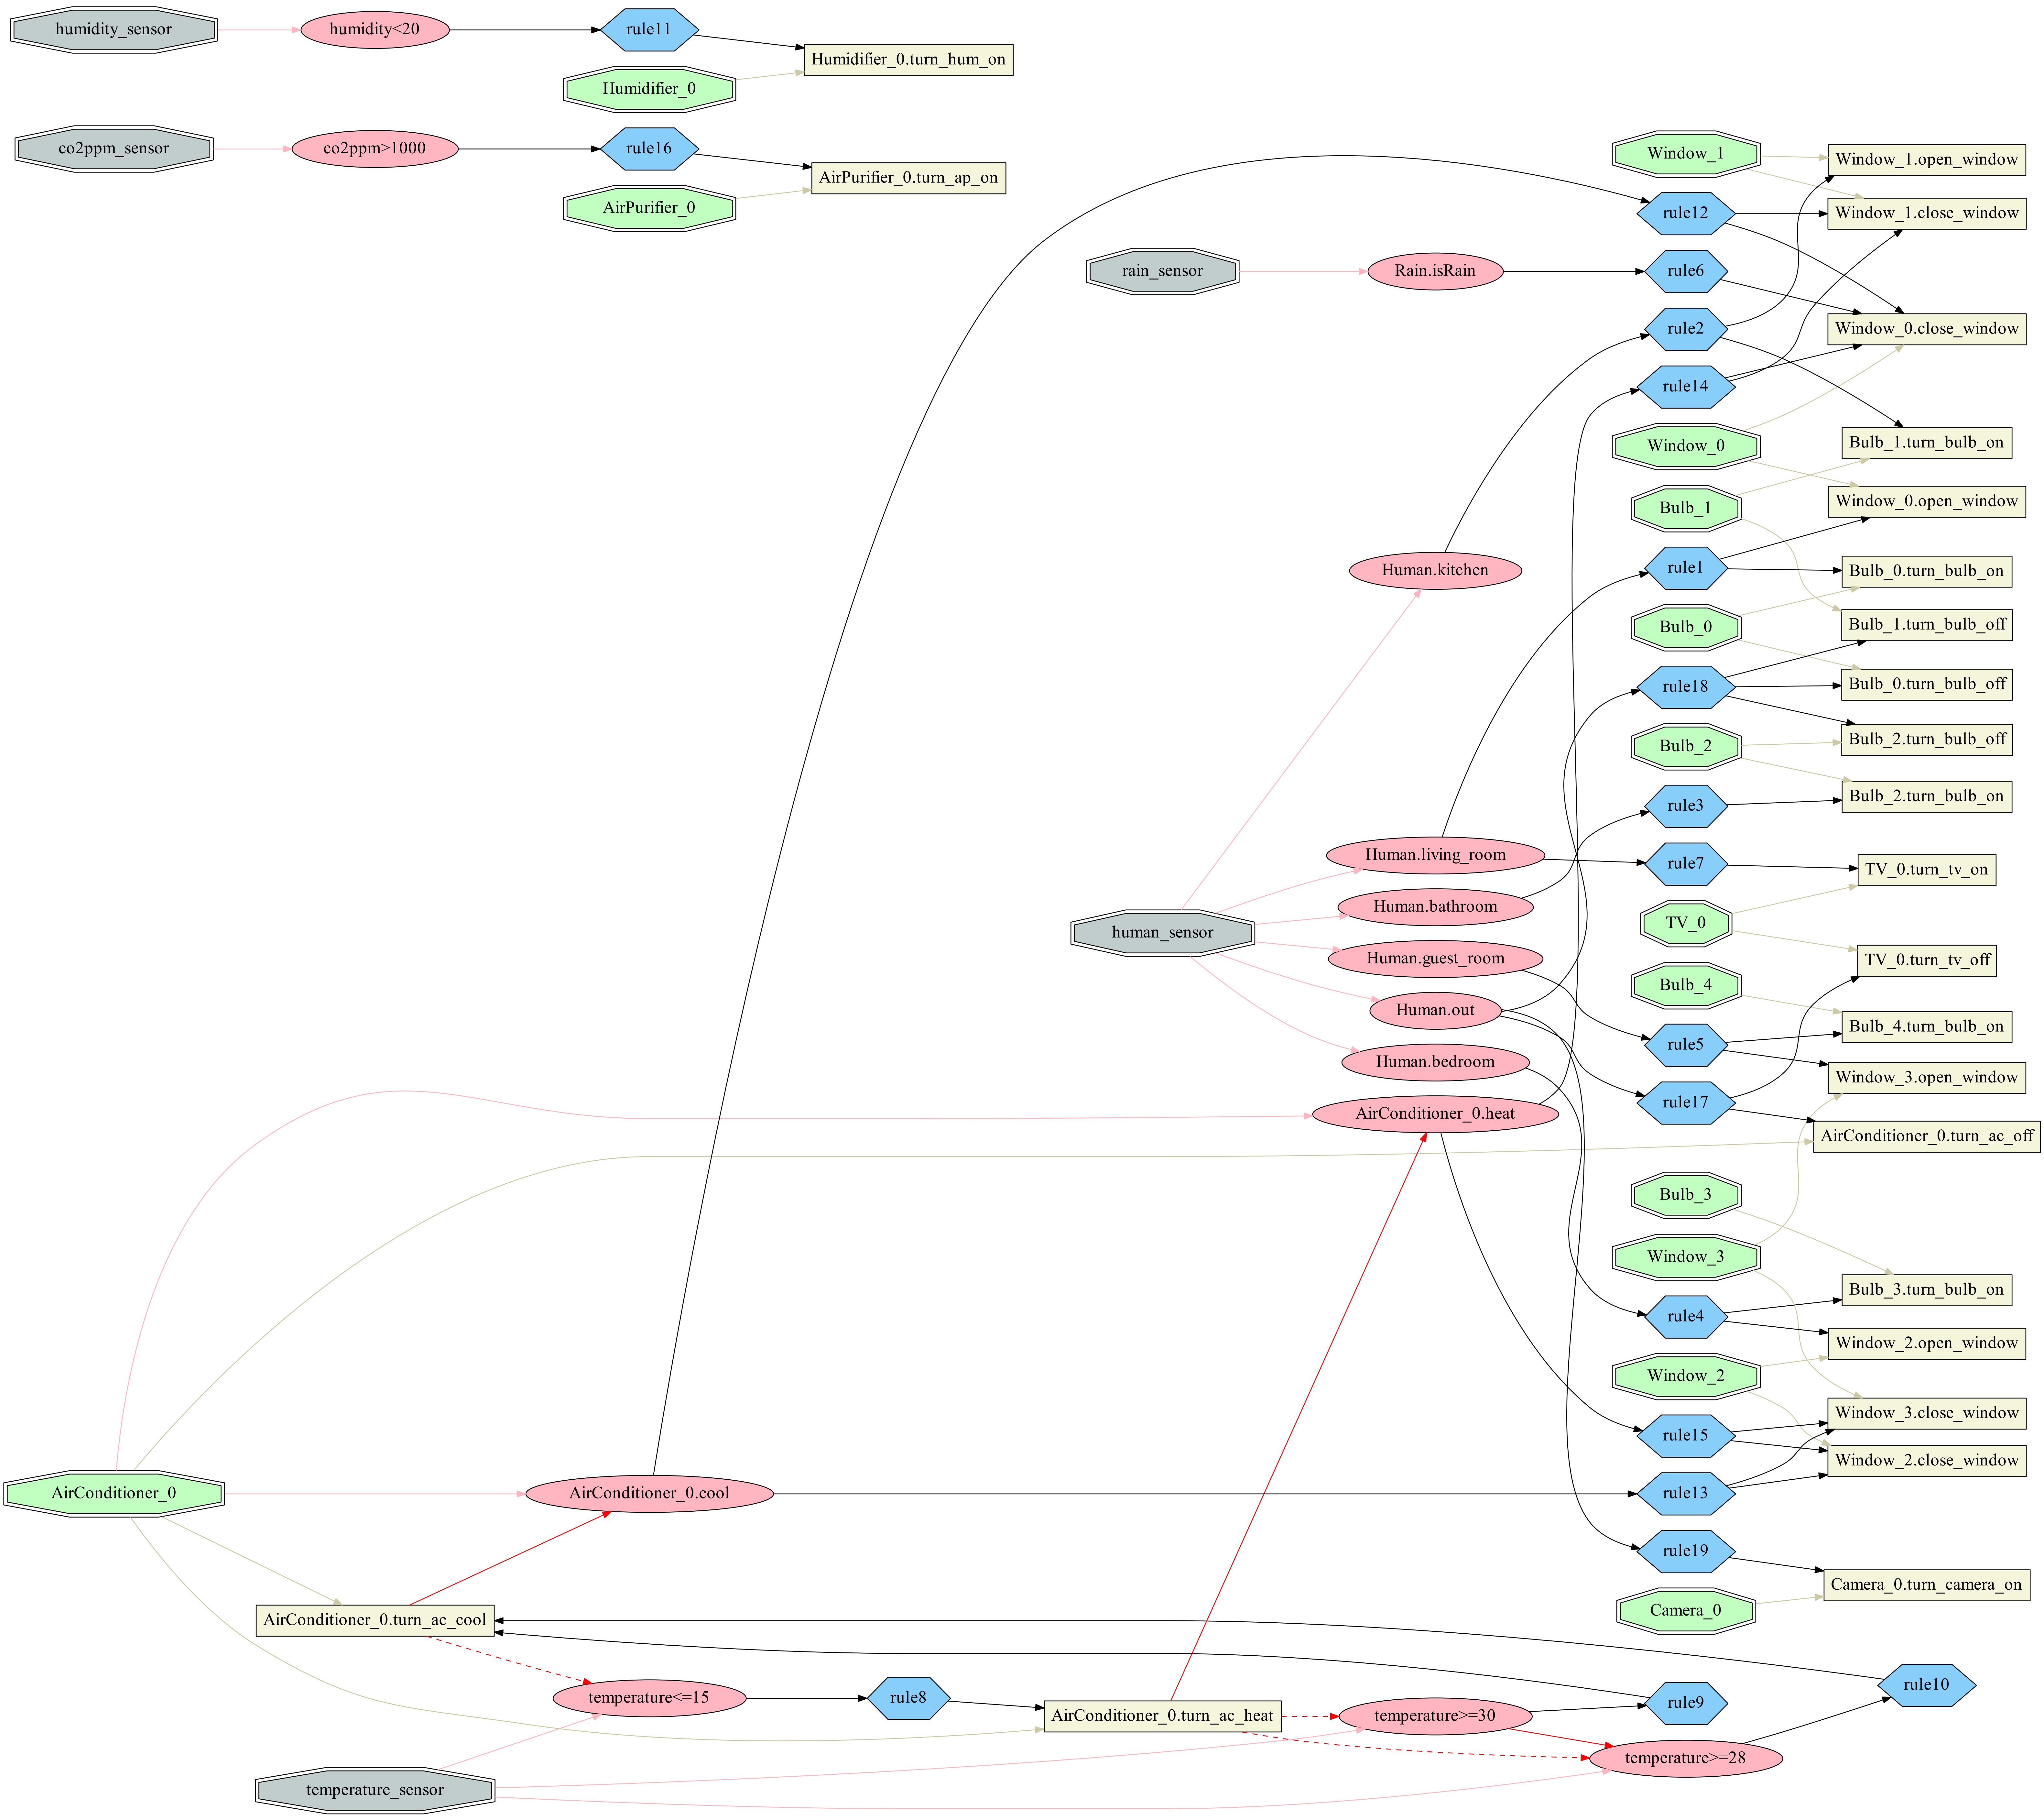 humidity_sensor
humidity<20
rule11
Humidifier_0.turn_hum_on
Humidifier_0
co2ppm_sensor
co2ppm>1000
rule16
AirPurifier_0.turn_ap_on
AirPurifier_0
Window_1
Window_1.open_window
rule12
Window_1.close_window
rain_sensor
Rain.isRain
rule6
rule2
Window_0.close_window
rule14
Window_0
Bulb_1.turn_bulb_on
Window_0.open_window
Bulb_1
Human.kitchen
rule1
Bulb_0.turn_bulb_on
Bulb_0
Bulb_1.turn_bulb_off
rule18
Bulb_0.turn_bulb_off
Bulb_2
Bulb_2.turn_bulb_off
rule3
Bulb_2.turn_bulb_on
Human.living_room
rule7
TV_0.turn_tv_on
Human.bathroom
human_sensor
TV_0
Human.guest_room
TV_0.turn_tv_off
Bulb_4
Human.out
Bulb_4.turn_bulb_on
rule5
Human.bedroom
Window_3.open_window
rule17
AirConditioner_0.heat
AirConditioner_0.turn_ac_off
Bulb_3
Window_3
Bulb_3.turn_bulb_on
rule4
Window_2.open_window
Window_2
Window_3.close_window
rule15
Window_2.close_window
AirConditioner_0
AirConditioner_0.cool
rule13
rule19
Camera_0.turn_camera_on
Camera_0
AirConditioner_0.turn_ac_cool
rule10
temperature<=15
rule8
rule9
AirConditioner_0.turn_ac_heat
temperature>=30
temperature>=28
temperature_sensor